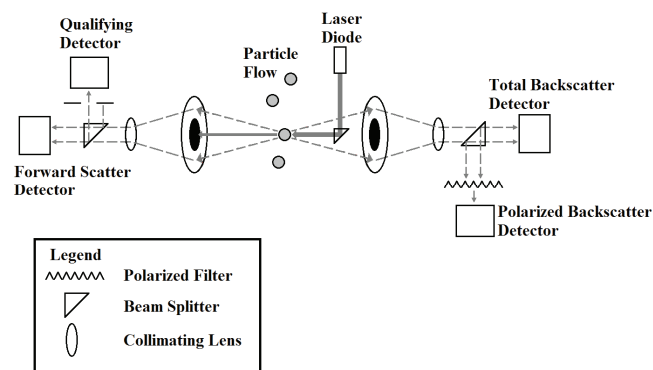 Laser
Diode
Qualifying
Detector
Particle
Flow
Total Backscatter
Detector
Forward Scatter
Detector
Polarized Backscatter
Detector
Legend
Polarized Filter
Beam Splitter
Collimating Lens